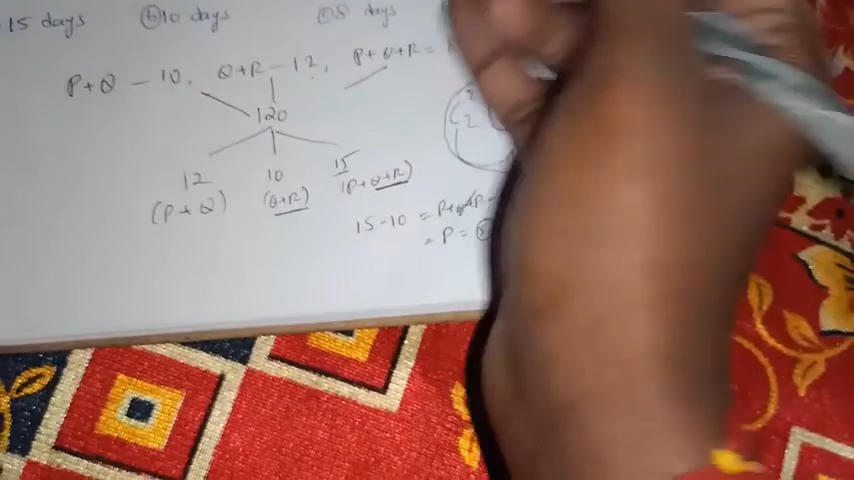 15 days (b) 10 days (c) 8 days
P+Q - 10, Q+R - 12, P+Q+R =
120
12 10 15
(P+Q) (Q+R) (P+Q+R)
15-10 = P+Q
= P =